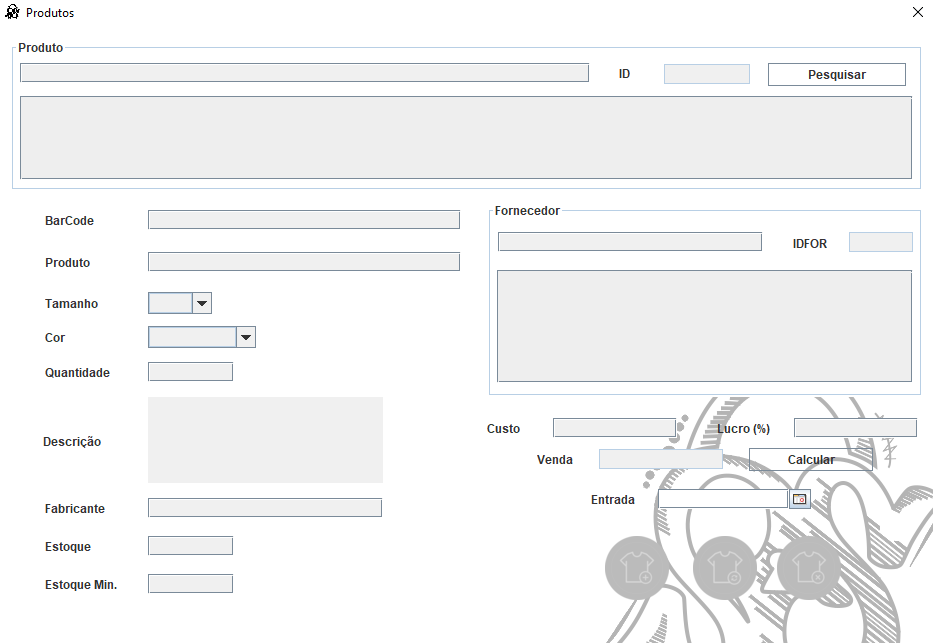 Produtos
Produto
ID
Pesquisar
BarCode
Produto
Tamanho
Cor
Quantidade
Descrição
Fabricante
Estoque
Estoque Min.
Fornecedor
IDFOR
Custo
Lucro (%)
Venda
Calcular
Entrada